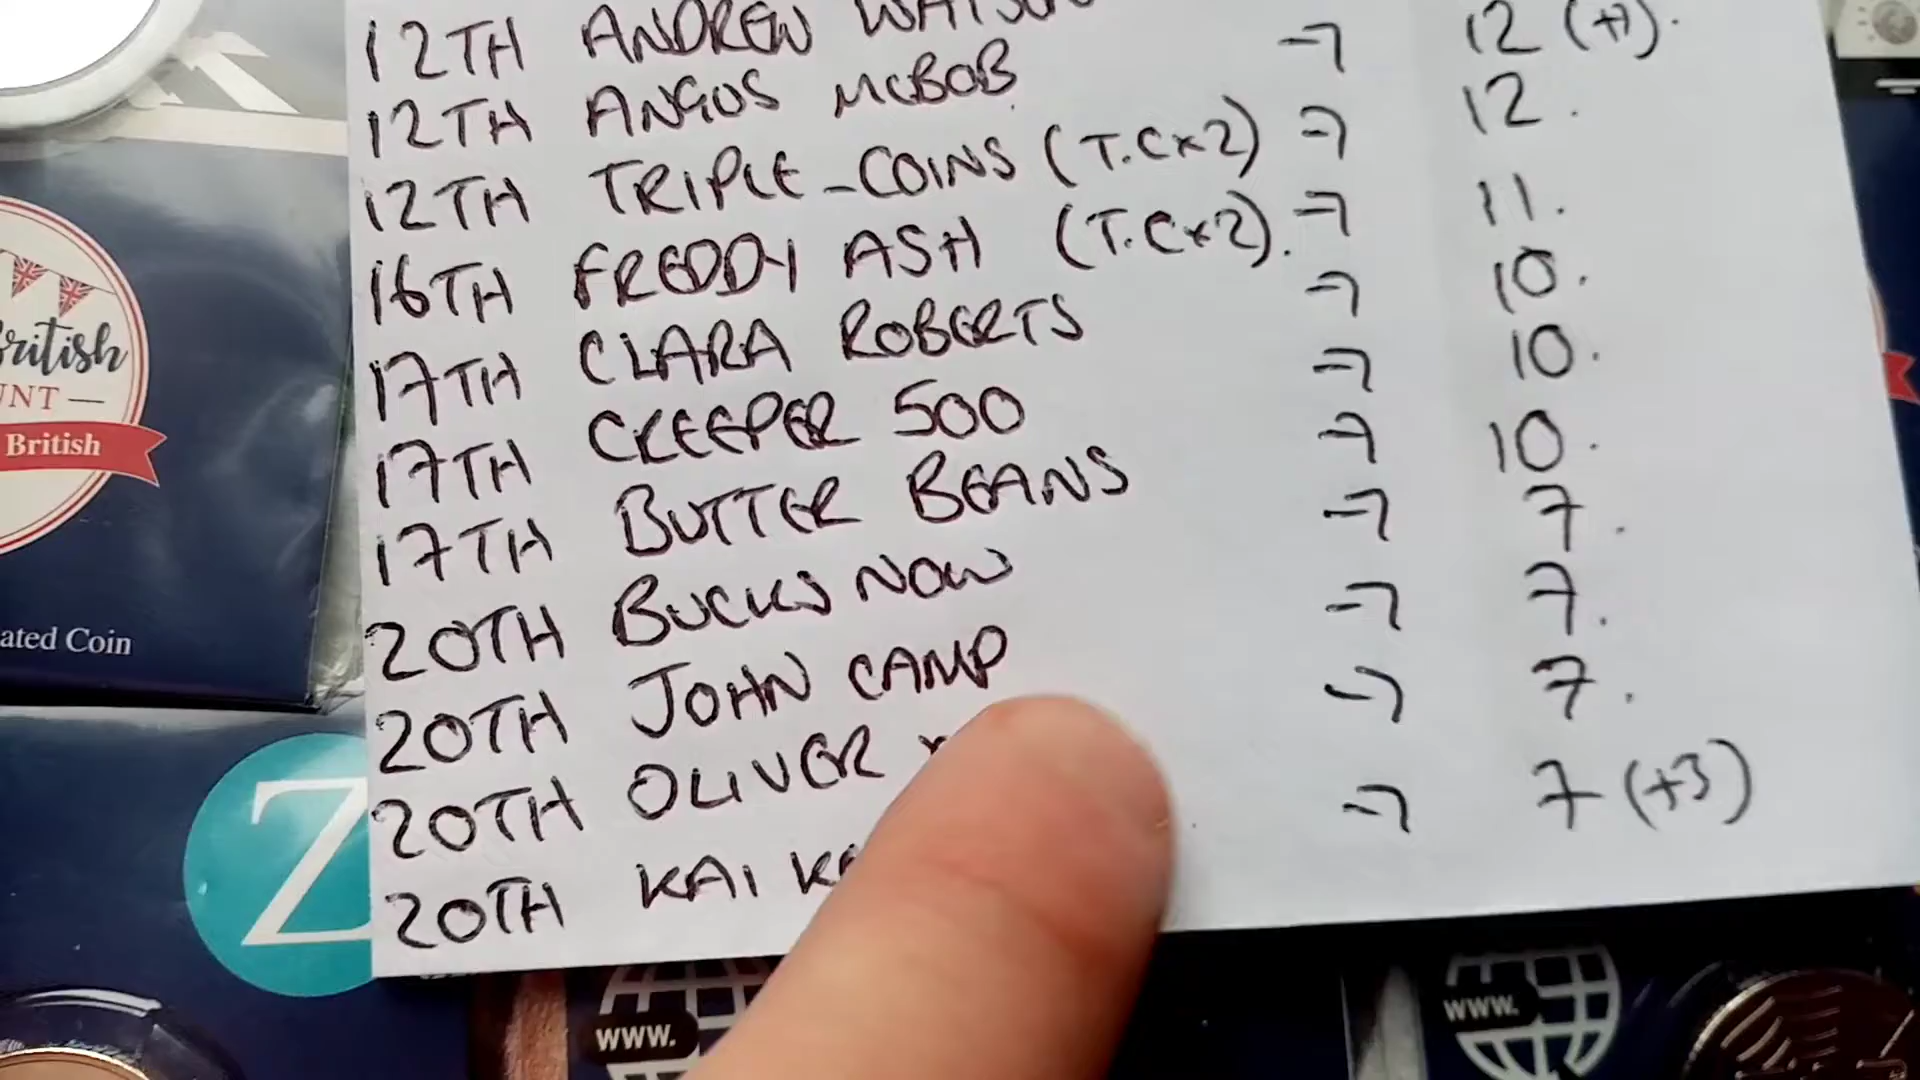 12TH ANDREW WATSON
12TH ANGUS McBOB → 12 (+1).
12TH TRIPLE-COINS (T.C×2) → 12.
16TH FREDDY ASH (T.C×2). → 11.
17TH CLARA ROBERTS → 10.
17TH CREEPER 500 → 10.
17TH BUTTER BEANS → 10.
20TH BUCKS NOW → 7.
20TH JOHN CAMP → 7.
20TH OLIVER → 7.
20TH KAI → 7 (+3)
British
British
Coin
Z
www.
www.